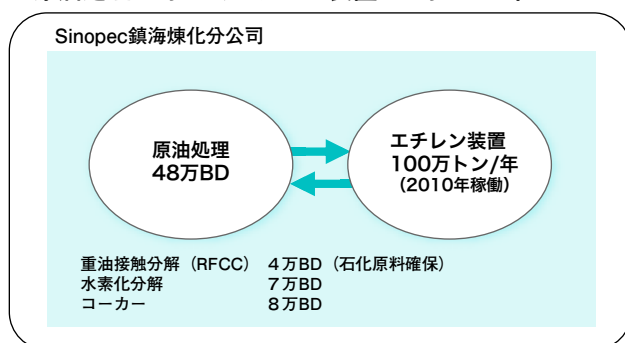 Sinopec鎮海煉化分公司
原油処理
48万BD
エチレン装置
100万トン/年
(2010年稼働)
重油接触分解（RFCC） 4万BD（石化原料確保）
水素化分解 7万BD
コーカー 8万BD